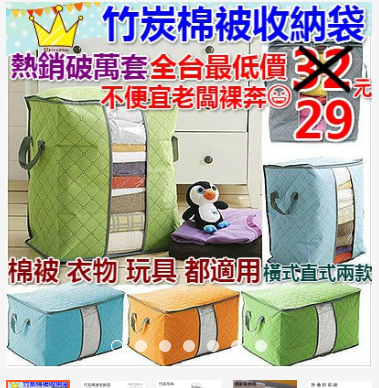 竹炭棉被收納袋
熱銷破萬套全台最低價32元
不便宜老闆裸奔
29
棉被 衣物 玩具 都適用橫式直式兩款